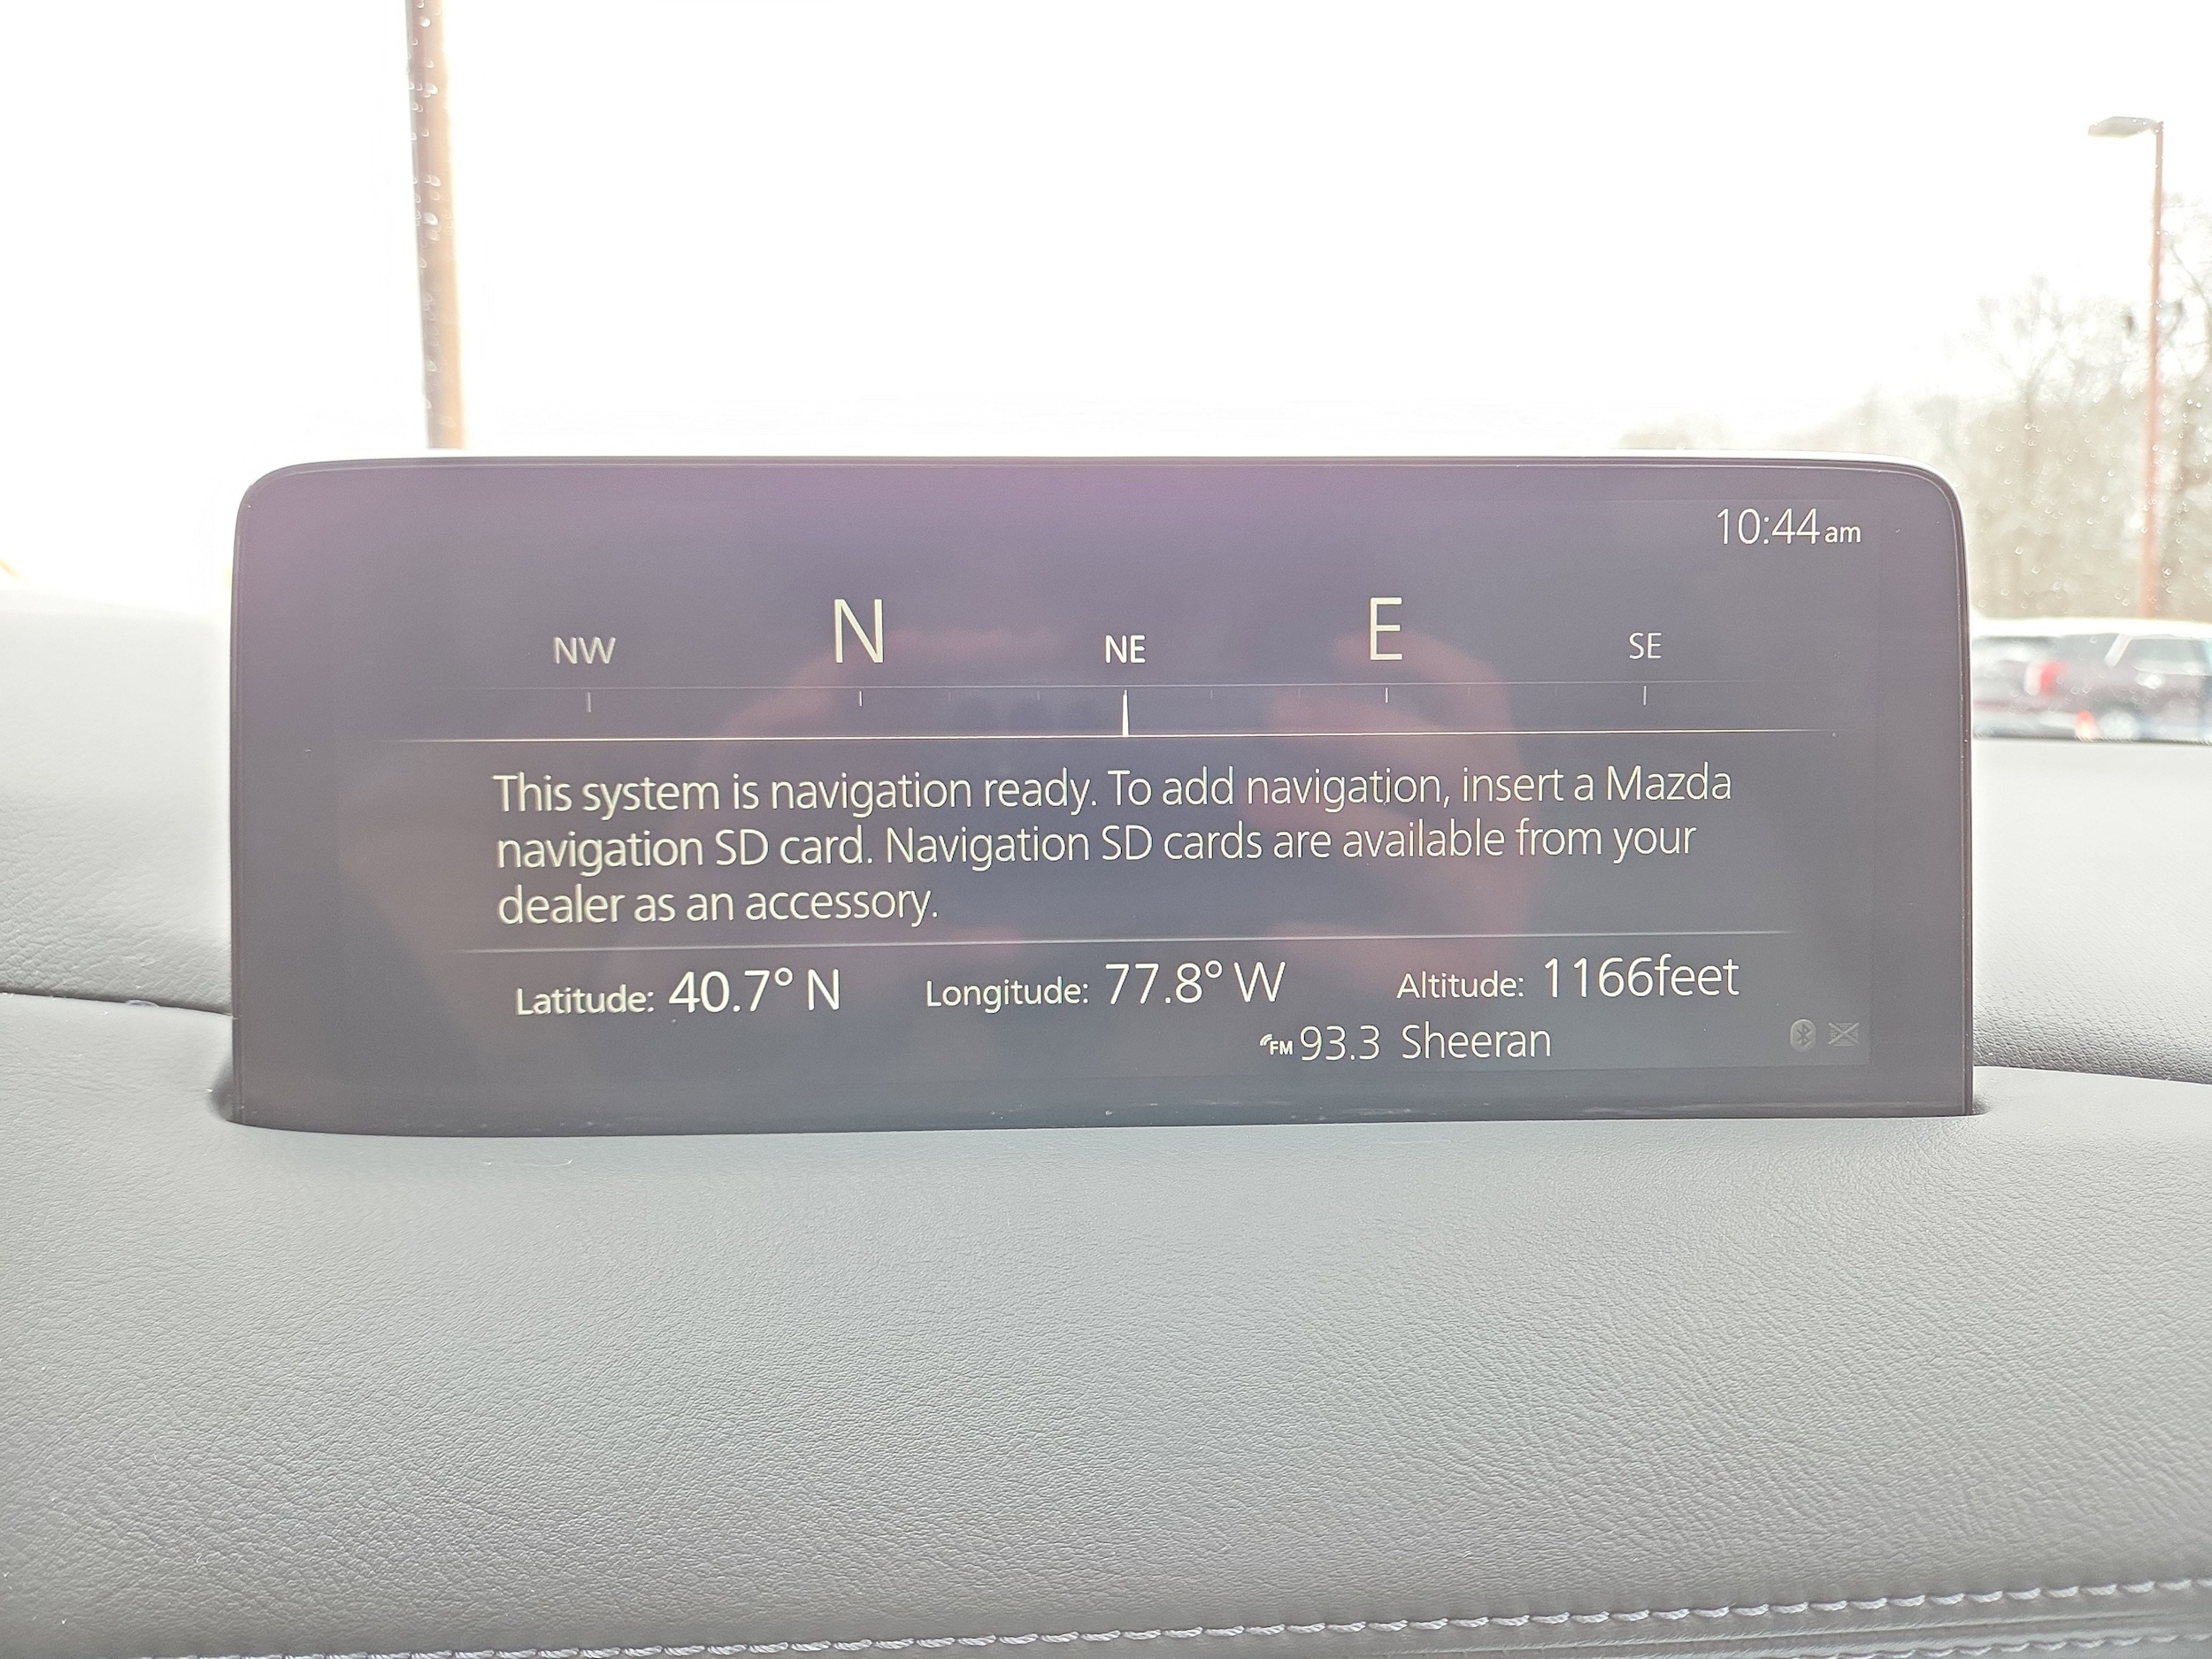 10:44 am
NW N NE E SE
This system is navigation ready. To add navigation, insert a Mazda
navigation SD card. Navigation SD cards are available from your
dealer as an accessory.
Latitude: 40.7° N Longitude: 77.8° W Altitude: 1166feet
FM 93.3 Sheeran